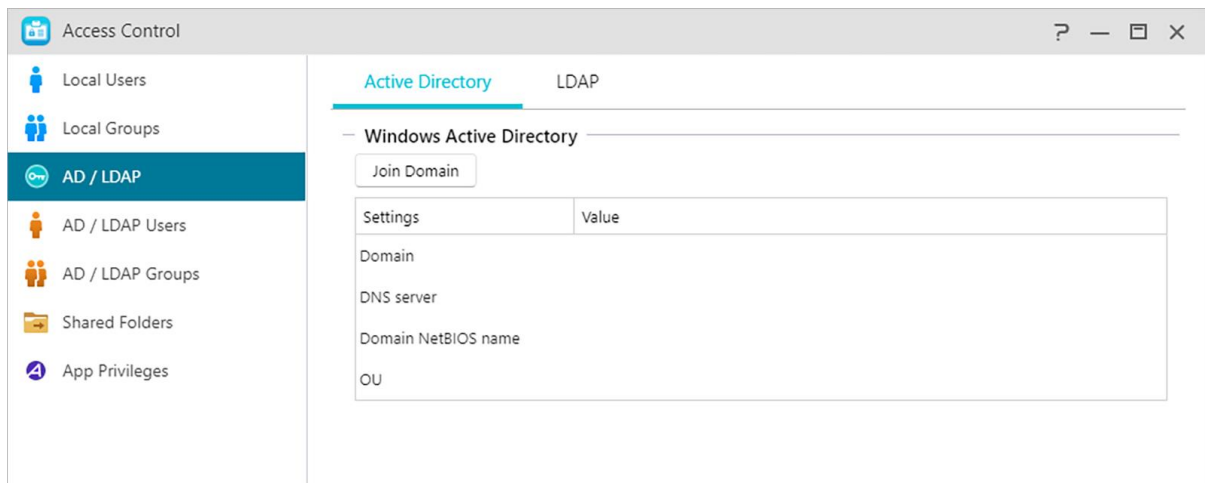 Access Control
Local Users
Local Groups
AD / LDAP
AD / LDAP Users
AD / LDAP Groups
Shared Folders
App Privileges
Active Directory LDAP
Windows Active Directory
Join Domain
Settings Value
Domain
DNS server
Domain NetBIOS name
OU